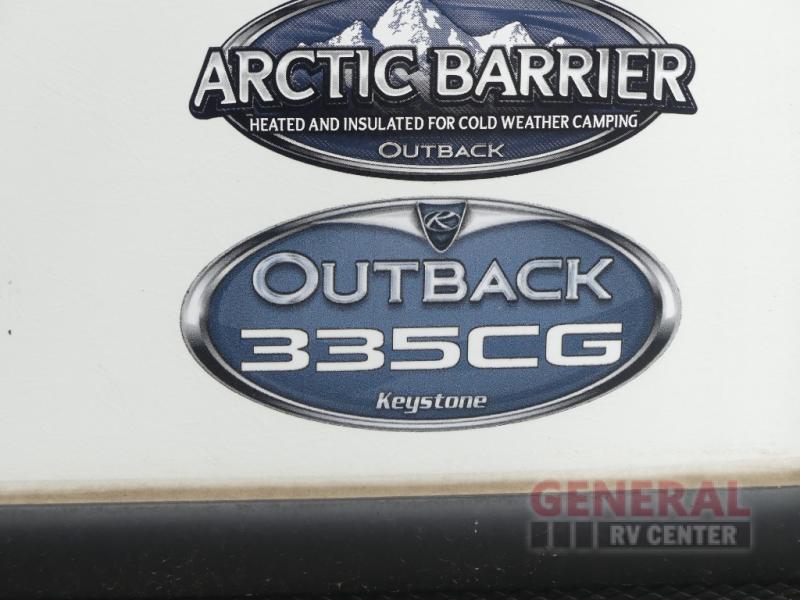 ARCTIC BARRIER
HEATED AND INSULATED FOR COLD WEATHER CAMPING
OUTBACK
OUTBACK
335CG
Keystone
GENERAL
RV CENTER